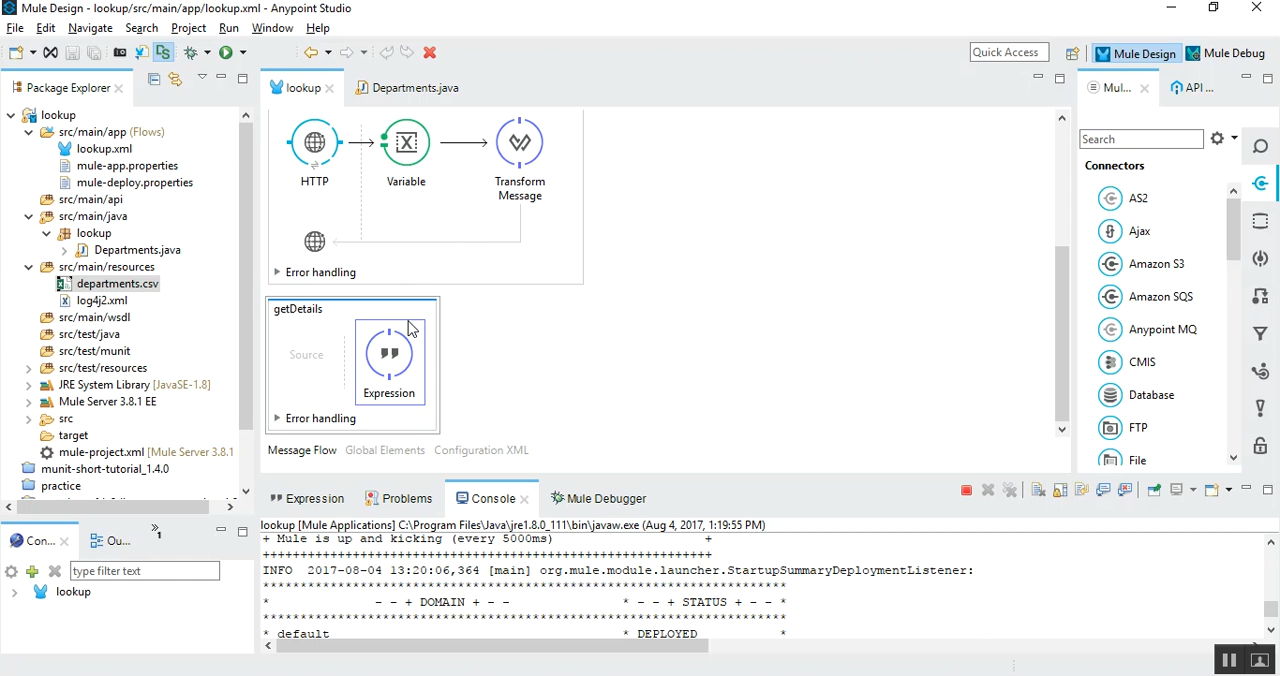 Mule Design - lookup/src/main/app/lookup.xml - Anypoint Studio
File Edit Navigate Search Project Run Window Help
Quick Access
Mule Design
Mule Debug
Package Explorer
lookup
src/main/app (Flows)
lookup.xml
mule-app.properties
mule-deploy.properties
src/main/api
src/main/java
lookup
Departments.java
src/main/resources
departments.csv
log4j2.xml
src/main/wsdl
src/test/java
src/test/munit
src/test/resources
JRE System Library [JavaSE-1.8]
Mule Server 3.8.1 EE
src
target
mule-project.xml [Mule Server 3.8.1
munit-short-tutorial_1.4.0
practice
Con...
Ou...
1
type filter text
lookup
lookup
Departments.java
HTTP
Variable
Transform
Message
Error handling
getDetails
Source
Expression
Error handling
Message Flow Global Elements Configuration XML
Expression
Problems
Console
Mule Debugger
lookup [Mule Applications] C:\Program Files\Java\jre1.8.0_111\bin\javaw.exe (Aug 4, 2017, 1:19:55 PM)
+ Mule is up and kicking (every 5000ms) +
++++++++++++++++++++++++++++++++++++++++++++++++++++++++++++
INFO 2017-08-04 13:20:06,364 [main] org.mule.module.launcher.StartupSummaryDeploymentListener:
**********************************************************************
* - - + DOMAIN + - - * - - + STATUS + - - *
**********************************************************************
* default * DEPLOYED *
Mul...
API ...
Search
Connectors
AS2
Ajax
Amazon S3
Amazon SQS
Anypoint MQ
CMIS
Database
FTP
File